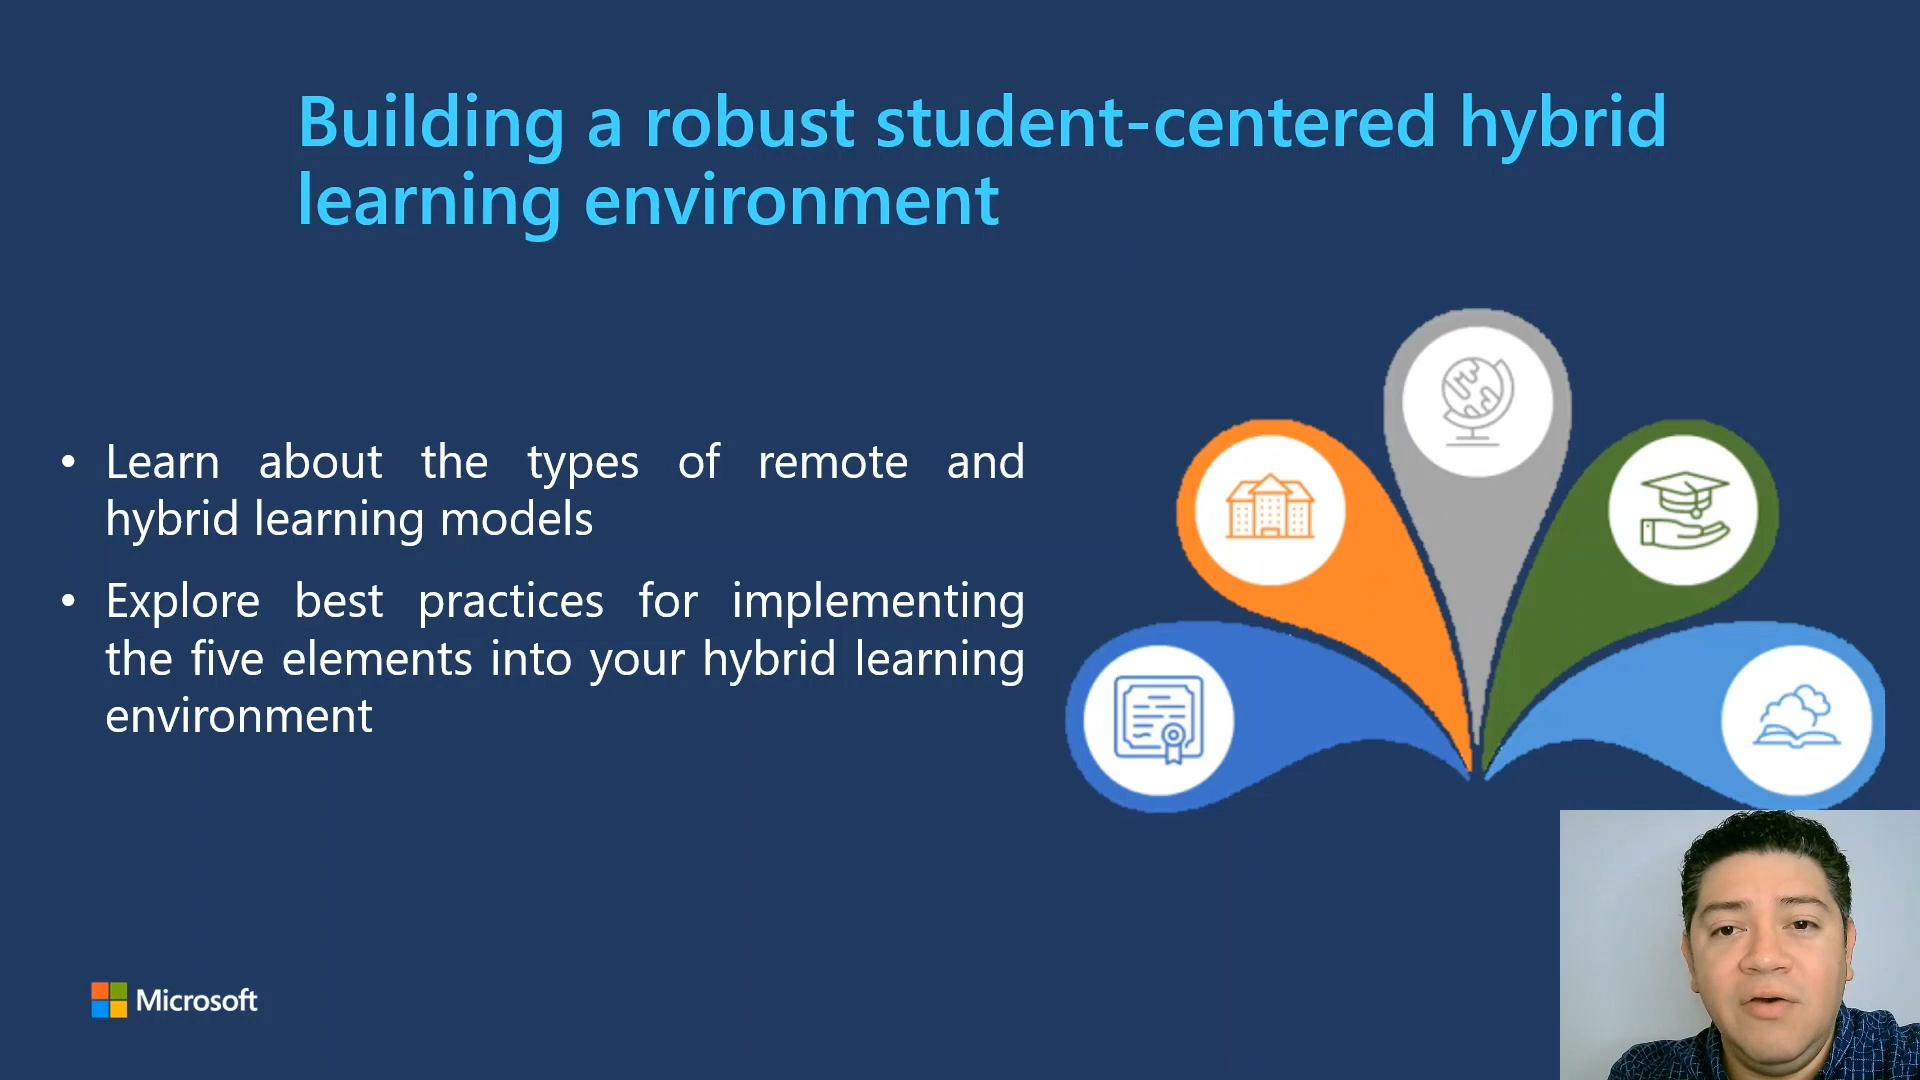 Building a robust student-centered hybrid
learning environment
• Learn about the types of remote and
hybrid learning models
• Explore best practices for implementing
the five elements into your hybrid learning
environment
Microsoft